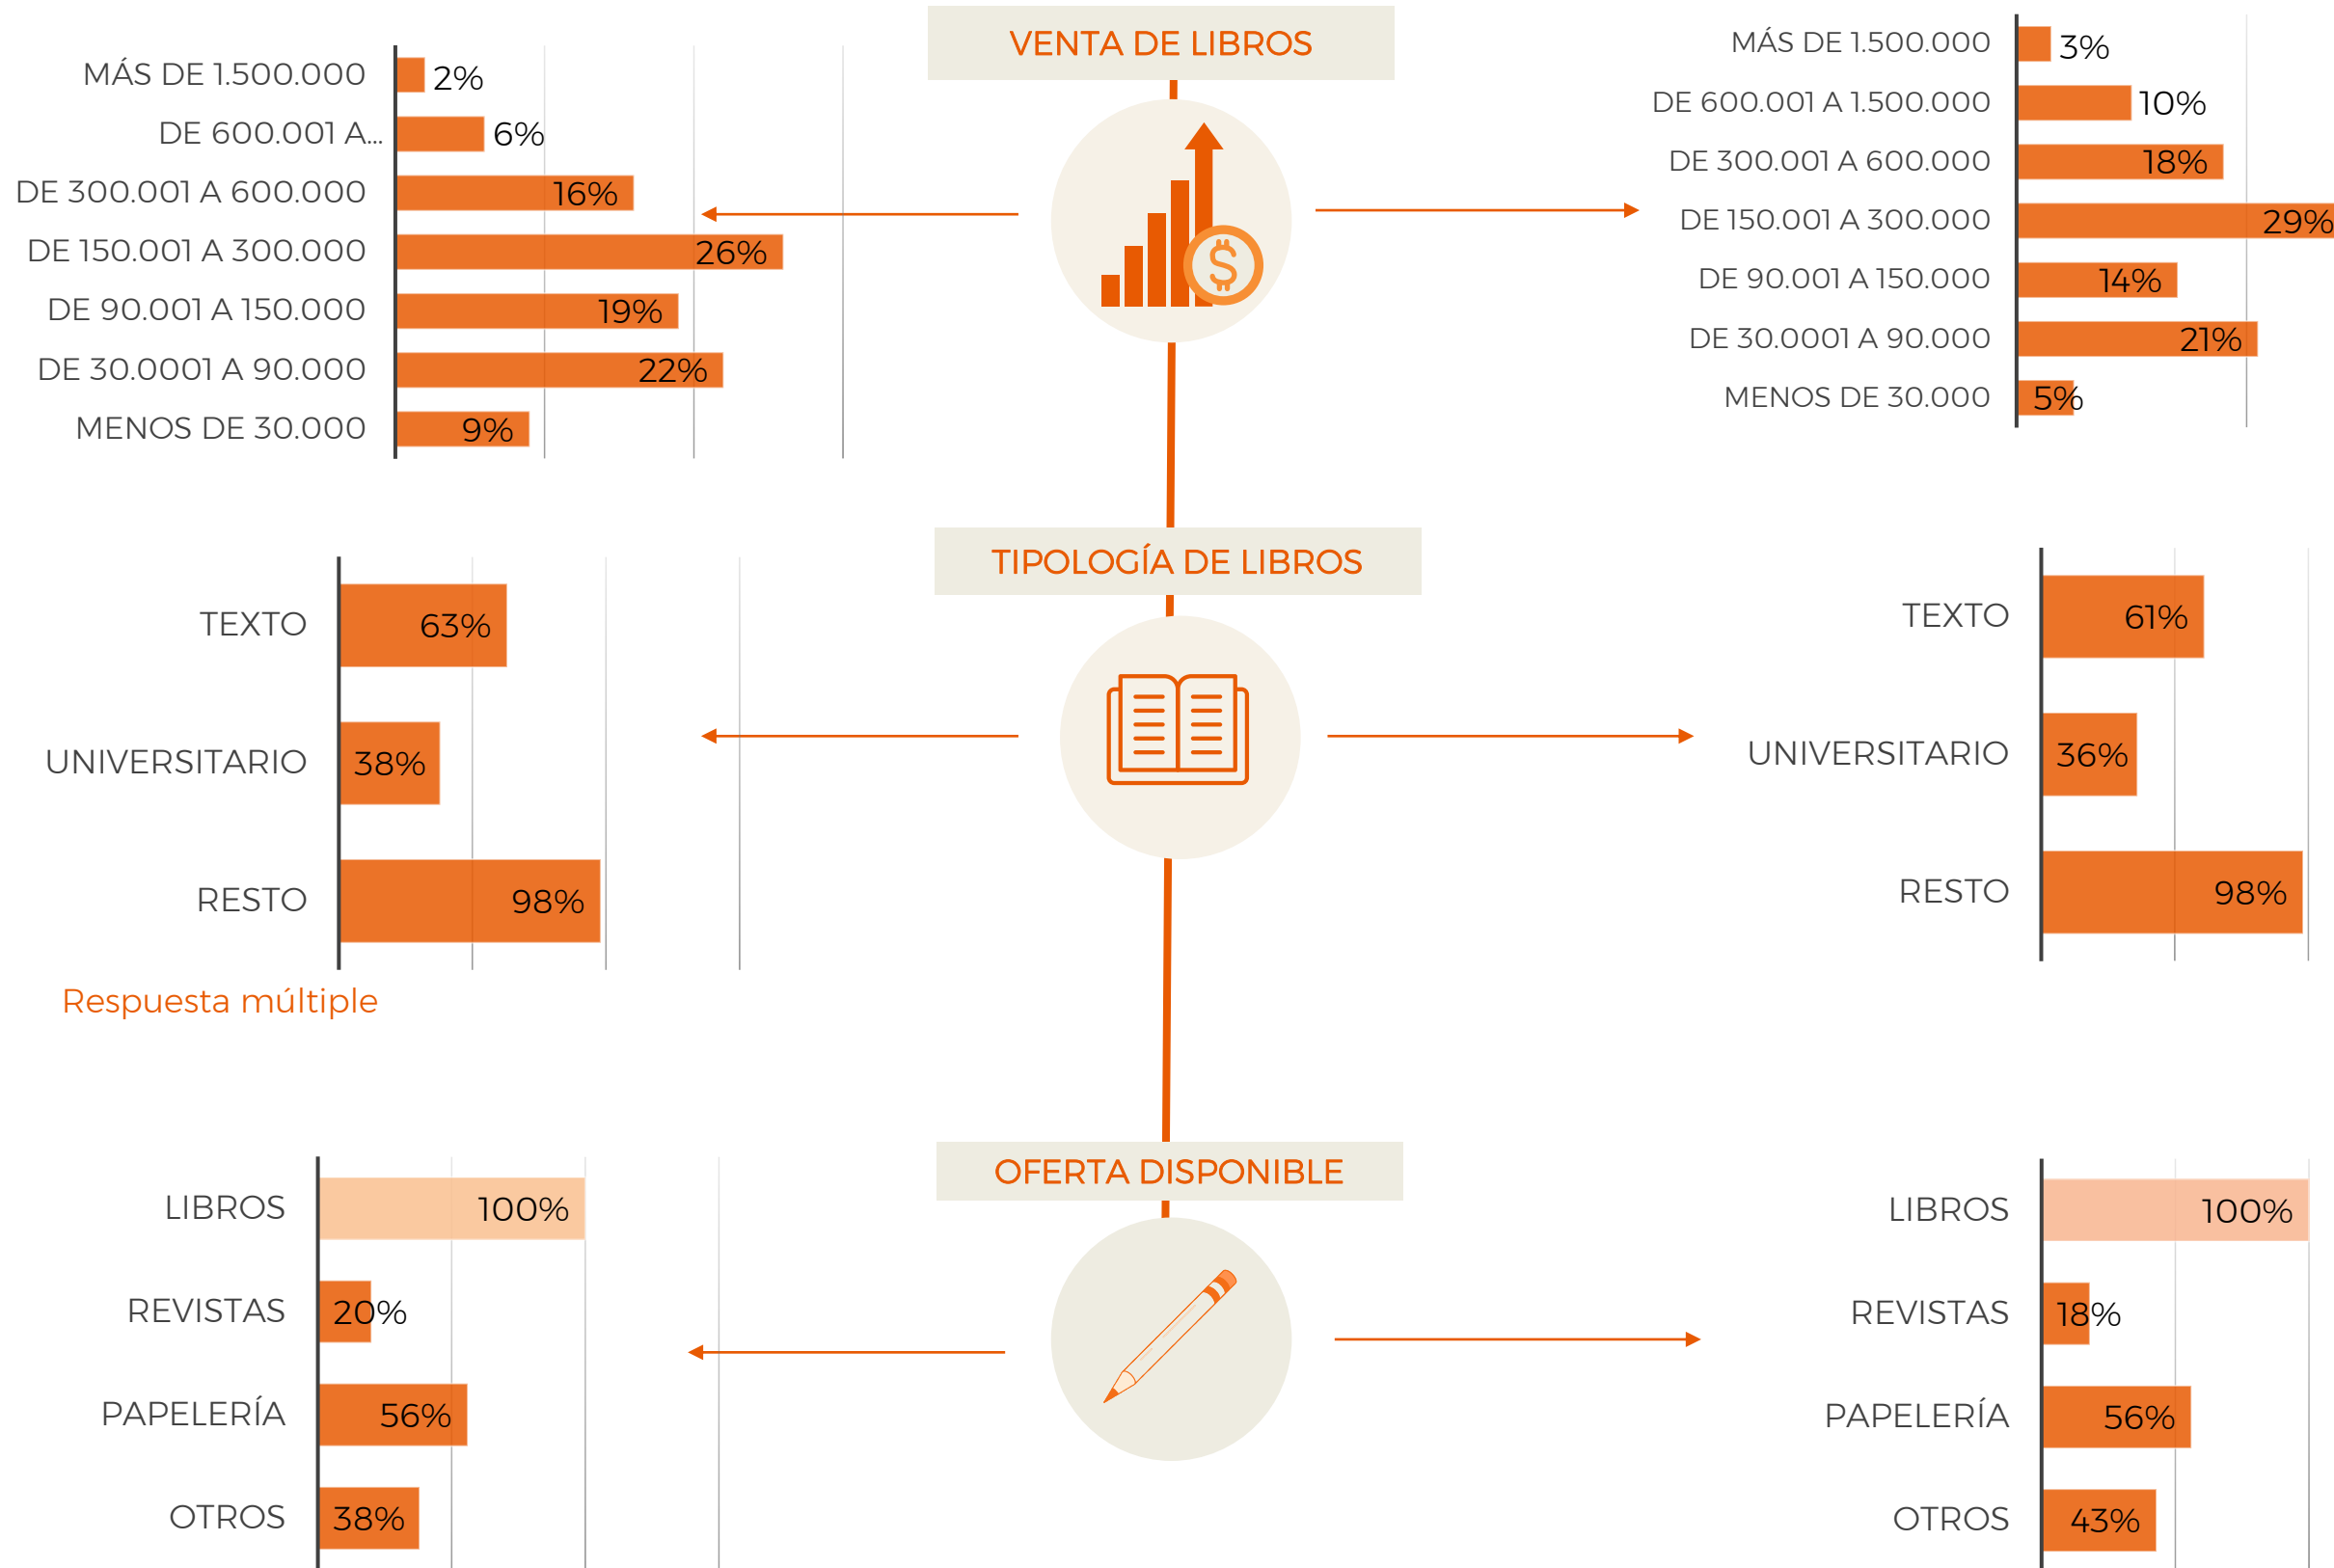 VENTA DE LIBROS
MÁS DE 1.500.000 2%
DE 600.001 A... 6%
DE 300.001 A 600.000 16%
DE 150.001 A 300.000 26%
DE 90.001 A 150.000 19%
DE 30.0001 A 90.000 22%
MENOS DE 30.000 9%
MÁS DE 1.500.000 3%
DE 600.001 A 1.500.000 10%
DE 300.001 A 600.000 18%
DE 150.001 A 300.000 29%
DE 90.001 A 150.000 14%
DE 30.0001 A 90.000 21%
MENOS DE 30.000 5%
$
TIPOLOGÍA DE LIBROS
TEXTO 63%
UNIVERSITARIO 38%
RESTO 98%
Respuesta múltiple
TEXTO 61%
UNIVERSITARIO 36%
RESTO 98%
OFERTA DISPONIBLE
LIBROS 100%
REVISTAS 20%
PAPELERÍA 56%
OTROS 38%
LIBROS 100%
REVISTAS 18%
PAPELERÍA 56%
OTROS 43%